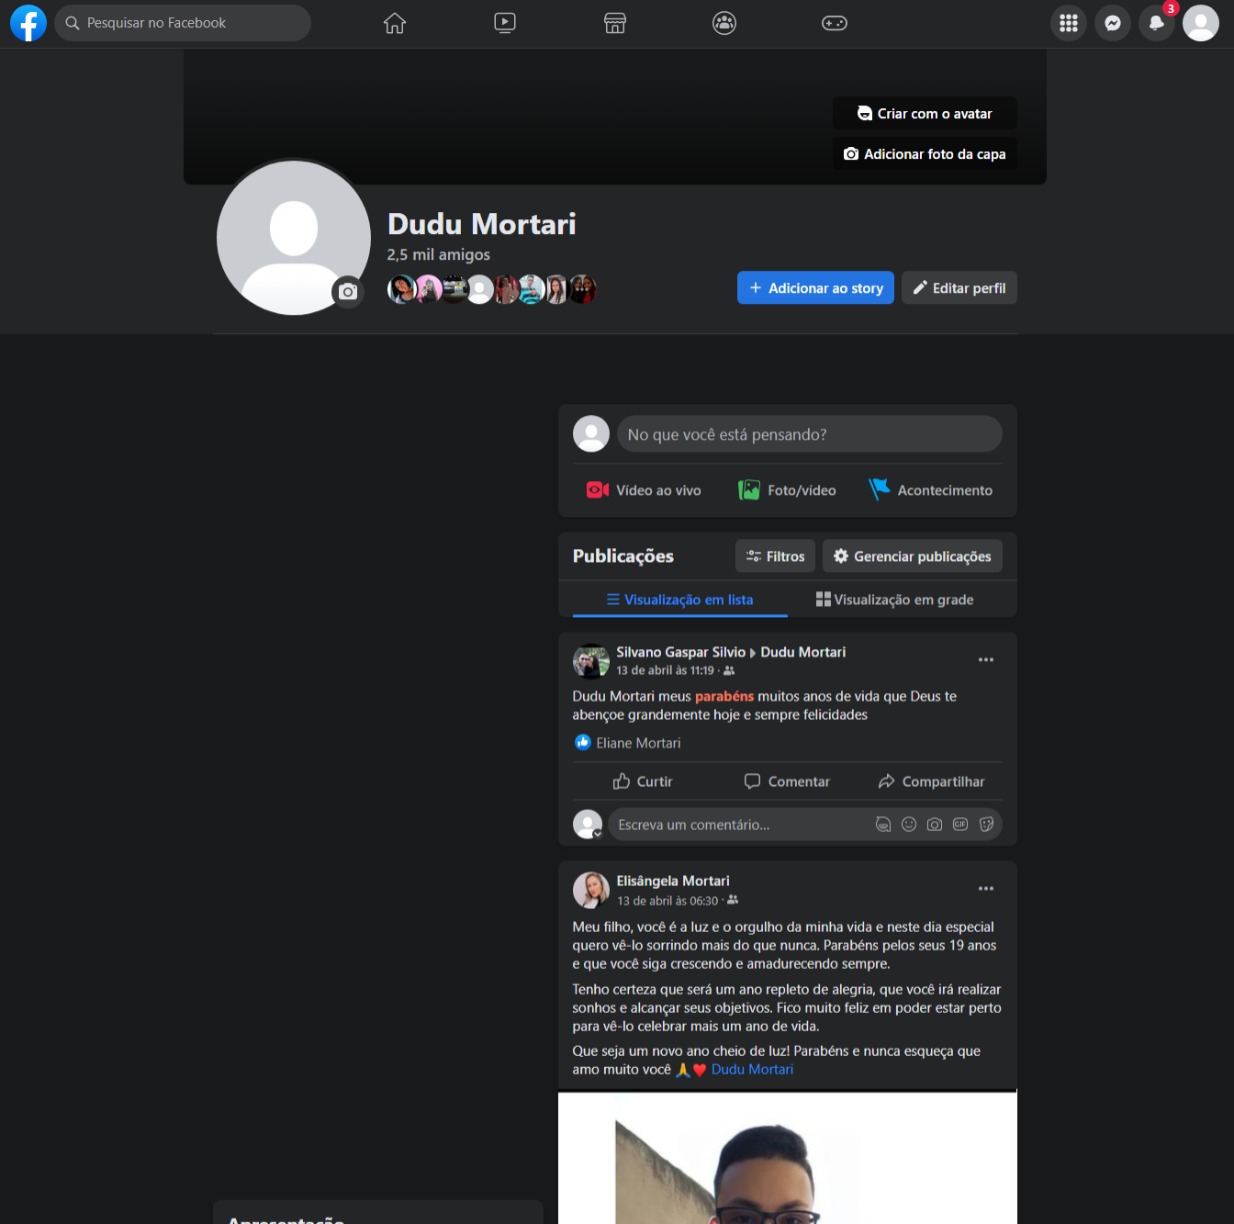 Pesquisar no Facebook
3
Criar com o avatar
Adicionar foto da capa
Dudu Mortari
2,5 mil amigos
+ Adicionar ao story
Editar perfil
No que você está pensando?
Vídeo ao vivo
Foto/vídeo
Acontecimento
Publicações
Filtros
Gerenciar publicações
Visualização em lista
Visualização em grade
Silvano Gaspar Silvio ▸ Dudu Mortari
13 de abril às 11:19 ·
Dudu Mortari meus parabéns muitos anos de vida que Deus te
abençoe grandemente hoje e sempre felicidades
Eliane Mortari
Curtir
Comentar
Compartilhar
Escreva um comentário...
GIF
Elisângela Mortari
13 de abril às 06:30 ·
Meu filho, você é a luz e o orgulho da minha vida e neste dia especial
quero vê-lo sorrindo mais do que nunca. Parabéns pelos seus 19 anos
e que você siga crescendo e amadurecendo sempre.
Tenho certeza que será um ano repleto de alegria, que você irá realizar
sonhos e alcançar seus objetivos. Fico muito feliz em poder estar perto
para vê-lo celebrar mais um ano de vida.
Que seja um novo ano cheio de luz! Parabéns e nunca esqueça que
amo muito você 🙏❤️ Dudu Mortari
Apresentação